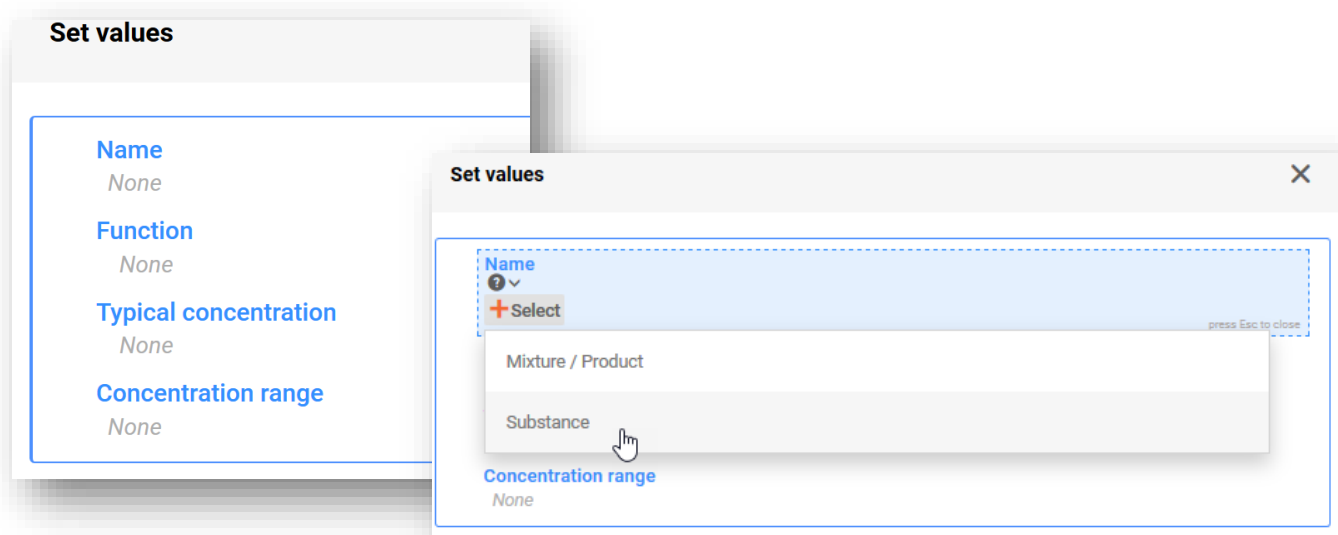 Set values
Name
None
Function
None
Typical concentration
None
Concentration range
None
Set values
Name
Select
press Esc to close
Mixture / Product
Substance
Concentration range
None